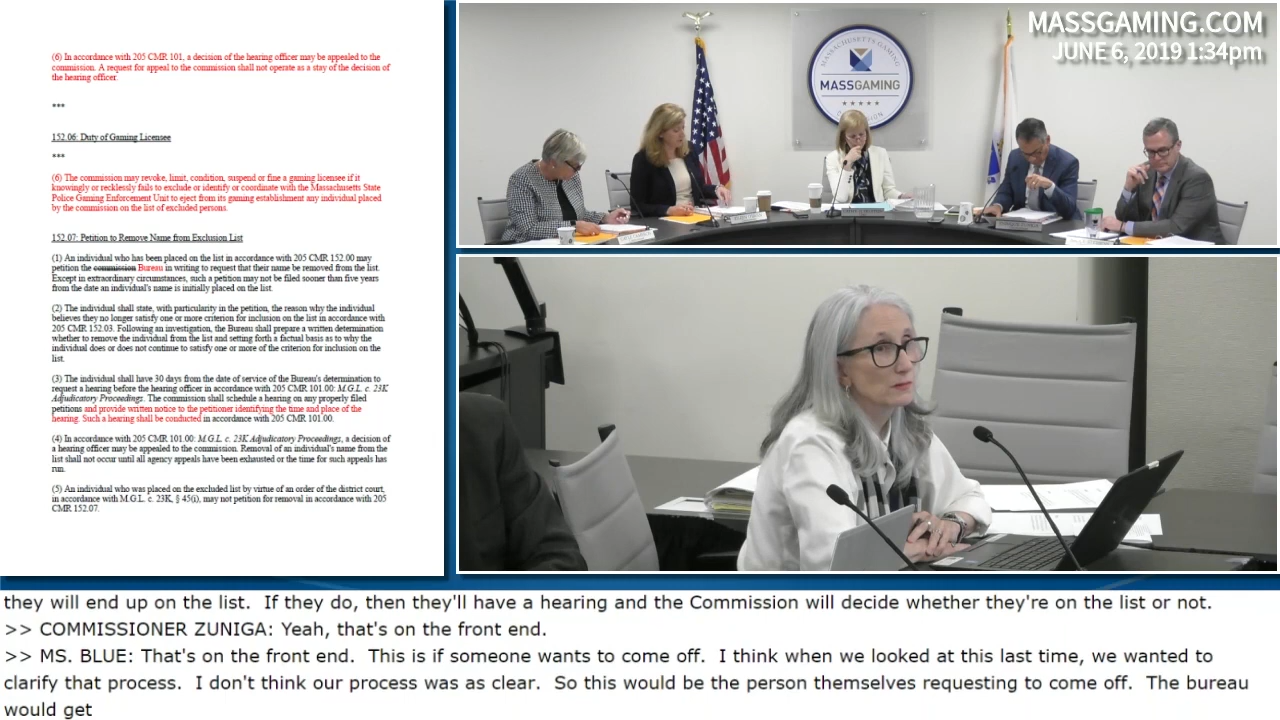 (6) In accordance with 205 CMR 101, a decision of the hearing officer may be appealed to the
commission. A request for appeal to the commission shall not operate as a stay of the decision of
the hearing officer.
***
152.06: Duty of Gaming Licensee
***
(6) The commission may revoke, limit, condition, suspend or fine a gaming licensee if it
knowingly or recklessly fails to exclude or identify or coordinate with the Massachusetts State
Police Gaming Enforcement Unit to eject from its gaming establishment any individual placed
by the commission on the list of excluded persons.
152.07: Petition to Remove Name from Exclusion List
(1) An individual who has been placed on the list in accordance with 205 CMR 152.00 may
petition the commission Bureau in writing to request that their name be removed from the list.
Except in extraordinary circumstances, such a petition may not be filed sooner than five years
from the date an individual's name is initially placed on the list.
(2) The individual shall state, with particularity in the petition, the reason why the individual
believes they no longer satisfy one or more criterion for inclusion on the list in accordance with
205 CMR 152.03. Following an investigation, the Bureau shall prepare a written determination
whether to remove the individual from the list and setting forth a factual basis as to why the
individual does or does not continue to satisfy one or more of the criterion for inclusion on the
list.
(3) The individual shall have 30 days from the date of service of the Bureau's determination to
request a hearing before the hearing officer in accordance with 205 CMR 101.00: M.G.L. c. 23K
Adjudicatory Proceedings. The commission shall schedule a hearing on any properly filed
petitions and provide written notice to the petitioner identifying the time and place of the
hearing. Such a hearing shall be conducted in accordance with 205 CMR 101.00.
(4) In accordance with 205 CMR 101.00: M.G.L. c. 23K Adjudicatory Proceedings, a decision of
a hearing officer may be appealed to the commission. Removal of an individual's name from the
list shall not occur until all agency appeals have been exhausted or the time for such appeals has
run.
(5) An individual who was placed on the excluded list by virtue of an order of the district court,
in accordance with M.G.L. c. 23K, § 45(i), may not petition for removal in accordance with 205
CMR 152.07.
MASSGAMING.COM
JUNE 6, 2019 1:34pm
MASSACHUSETTS GAMING
MASSGAMING
★ ★ ★ ★ ★
they will end up on the list. If they do, then they'll have a hearing and the Commission will decide whether they're on the list or not.
>> COMMISSIONER ZUNIGA: Yeah, that's on the front end.
>> MS. BLUE: That's on the front end. This is if someone wants to come off. I think when we looked at this last time, we wanted to
clarify that process. I don't think our process was as clear. So this would be the person themselves requesting to come off. The bureau
would get